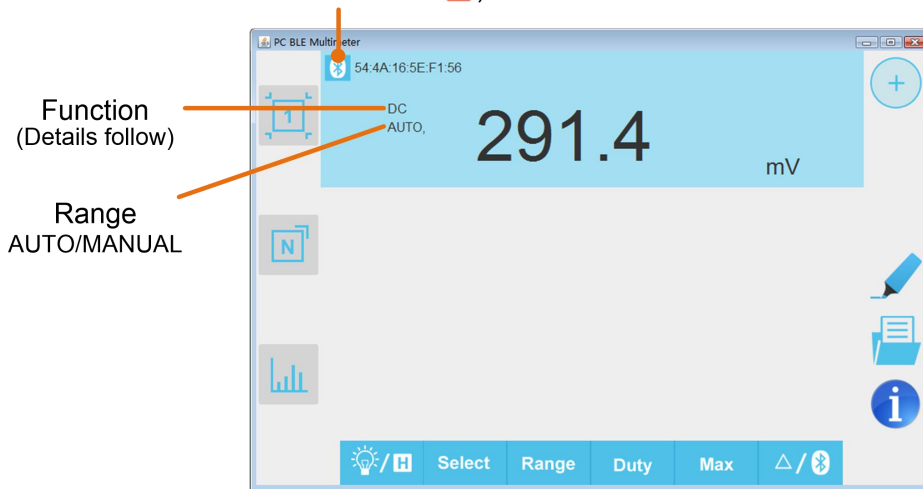 PC BLE Multimeter
54:4A:16:5E:F1:56
Function
(Details follow)
DC
AUTO,
291.4
mV
1
Range
AUTO/MANUAL
N
i
/H
Select
Range
Duty
Max
△/